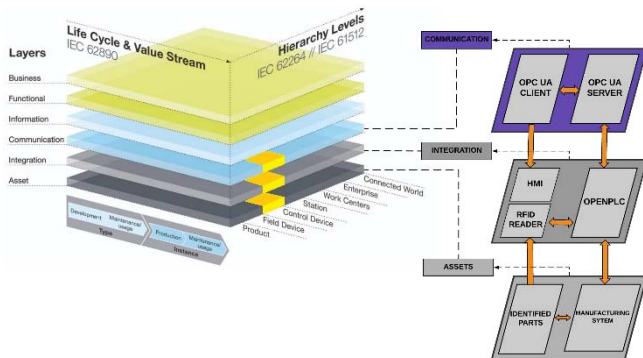 Life Cycle & Value Stream
IEC 62890
Hierarchy Levels
IEC 62264 // IEC 61512
Layers
Business
Functional
Information
Communication
Integration
Asset
Connected World
Enterprise
Work Centers
Station
Control Device
Field Device
Product
Development
Maintenance/
usage
Type
Production
Maintenance/
usage
Instance
COMMUNICATION
INTEGRATION
ASSETS
OPC UA
CLIENT
OPC UA
SERVER
HMI
RFID
READER
OPENPLC
IDENTIFIED
PARTS
MANUFACTURING
SYTEM